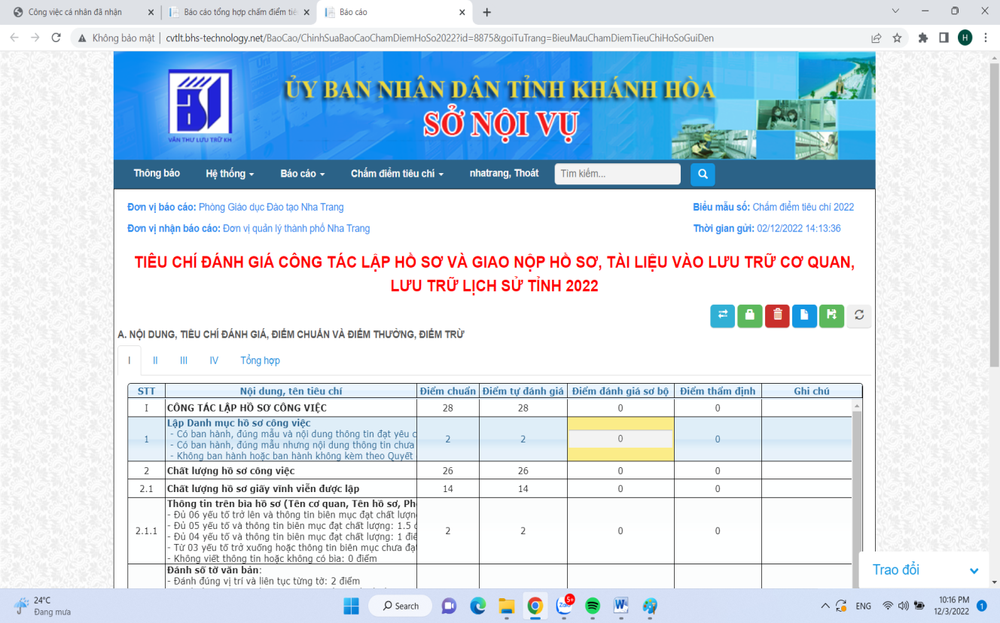 Công việc cá nhân đã nhận
Báo cáo tổng hợp chấm điểm tiê
Báo cáo
Không bảo mật | cvtlt.bhs-technology.net/BaoCao/ChinhSuaBaoCaoChamDiemHoSo2022?id=8875&goiTuTrang=BieuMauChamDiemTieuChiHoSoGuiDen
H
VĂN THƯ LƯU TRỮ KH
ỦY BAN NHÂN DÂN TỈNH KHÁNH HÒA
SỞ NỘI VỤ
Thông báo Hệ thống Báo cáo Chấm điểm tiêu chí nhatrang, Thoát Tìm kiếm...
Đơn vị báo cáo: Phòng Giáo dục Đào tạo Nha Trang
Biểu mẫu số: Chấm điểm tiêu chí 2022
Đơn vị nhận báo cáo: Đơn vị quản lý thành phố Nha Trang
Thời gian gửi: 02/12/2022 14:13:36
TIÊU CHÍ ĐÁNH GIÁ CÔNG TÁC LẬP HỒ SƠ VÀ GIAO NỘP HỒ SƠ, TÀI LIỆU VÀO LƯU TRỮ CƠ QUAN,
LƯU TRỮ LỊCH SỬ TỈNH 2022
A. NỘI DUNG, TIÊU CHÍ ĐÁNH GIÁ, ĐIỂM CHUẨN VÀ ĐIỂM THƯỞNG, ĐIỂM TRỪ
I II III IV Tổng hợp
STT Nội dung, tên tiêu chí Điểm chuẩn Điểm tự đánh giá Điểm đánh giá sơ bộ Điểm thẩm định Ghi chú
I CÔNG TÁC LẬP HỒ SƠ CÔNG VIỆC 28 28 0 0
Lập Danh mục hồ sơ công việc
- Có ban hành, đúng mẫu và nội dung thông tin đạt yêu c
1 2 2 0 0
- Có ban hành, đúng mẫu nhưng nội dung thông tin chưa
- Không ban hành hoặc ban hành không kèm theo Quyết
2 Chất lượng hồ sơ công việc 26 26 0 0
2.1 Chất lượng hồ sơ giấy vĩnh viễn được lập 14 14 0 0
Thông tin trên bìa hồ sơ (Tên cơ quan, Tên hồ sơ, Ph
- Đủ 06 yếu tố trở lên và thông tin biên mục đạt chất lượn
- Đủ 05 yếu tố và thông tin biên mục đạt chất lượng: 1.5 đ
2.1.1 2 2 0 0
- Đủ 04 yếu tố và thông tin biên mục đạt chất lượng: 1 điể
- Từ 03 yếu tố trở xuống hoặc thông tin biên mục chưa đạt
- Không viết thông tin hoặc không có bìa: 0 điểm
Đánh số tờ văn bản:
- Đánh đúng vị trí và liên tục từng tờ: 2 điểm
Trao đổi
24°C
Đang mưa
Search
Zalo
5+
W
ENG
10:16 PM
12/3/2022
1